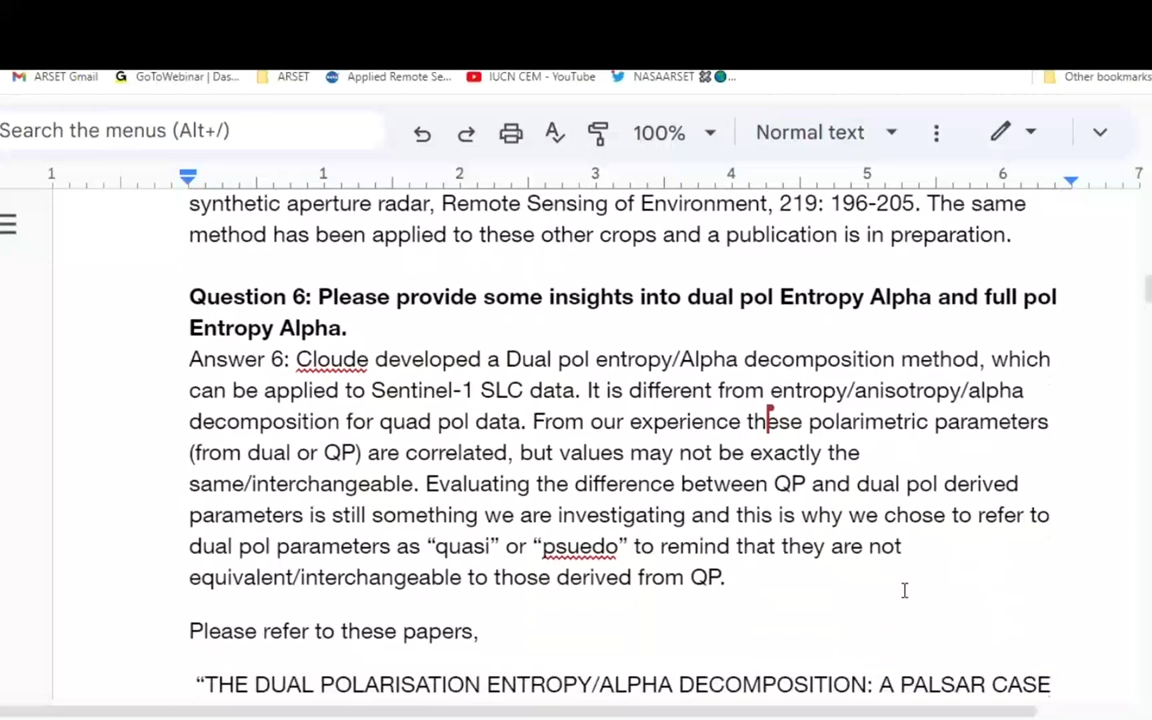 ARSET Gmail GoToWebinar | Das... ARSET Applied Remote Se... IUCN CEM - YouTube NASAARSET Other bookmarks
Search the menus (Alt+/) 100% Normal text
1 1 2 3 4 5 6 7
synthetic aperture radar, Remote Sensing of Environment, 219: 196-205. The same
method has been applied to these other crops and a publication is in preparation.
Question 6: Please provide some insights into dual pol Entropy Alpha and full pol
Entropy Alpha.
Answer 6: Cloude developed a Dual pol entropy/Alpha decomposition method, which
can be applied to Sentinel-1 SLC data. It is different from entropy/anisotropy/alpha
decomposition for quad pol data. From our experience these polarimetric parameters
(from dual or QP) are correlated, but values may not be exactly the
same/interchangeable. Evaluating the difference between QP and dual pol derived
parameters is still something we are investigating and this is why we chose to refer to
dual pol parameters as “quasi” or “psuedo” to remind that they are not
equivalent/interchangeable to those derived from QP.
Please refer to these papers,
“THE DUAL POLARISATION ENTROPY/ALPHA DECOMPOSITION: A PALSAR CASE